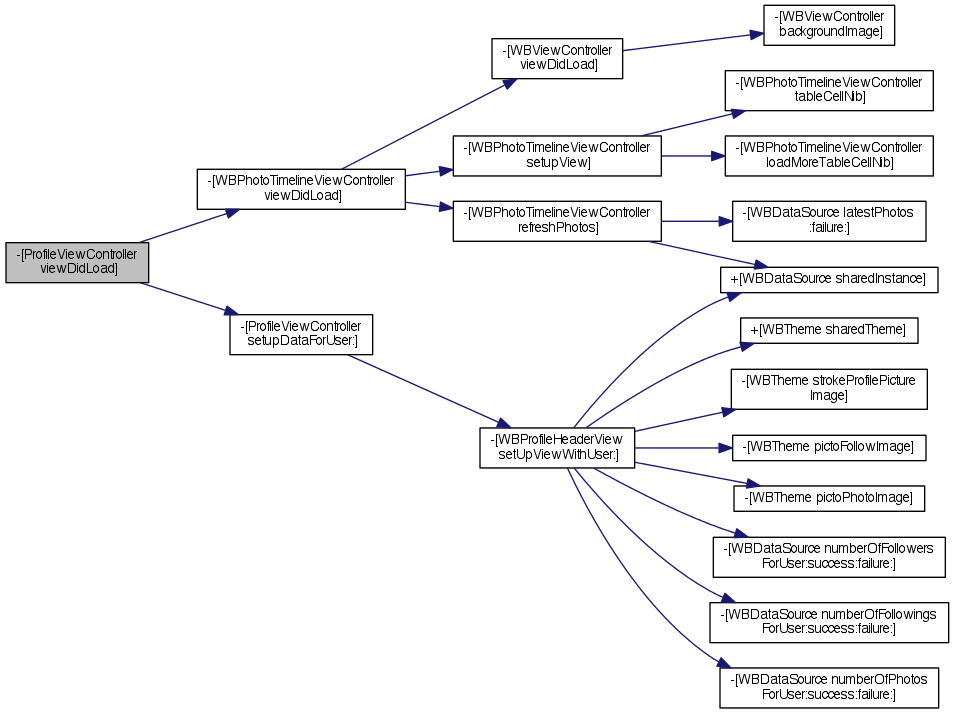 -[WBViewController
backgroundImage]
-[WBViewController
viewDidLoad]
-[WBPhotoTimelineViewController
tableCellNib]
-[WBPhotoTimelineViewController
setupView]
-[WBPhotoTimelineViewController
loadMoreTableCellNib]
-[WBPhotoTimelineViewController
viewDidLoad]
-[WBPhotoTimelineViewController
refreshPhotos]
-[WBDataSource latestPhotos
:failure:]
-[ProfileViewController
viewDidLoad]
+[WBDataSource sharedInstance]
-[ProfileViewController
setupDataForUser:]
+[WBTheme sharedTheme]
-[WBTheme strokeProfilePicture
Image]
-[WBProfileHeaderView
setUpViewWithUser:]
-[WBTheme pictoFollowImage]
-[WBTheme pictoPhotoImage]
-[WBDataSource numberOfFollowers
ForUser:success:failure:]
-[WBDataSource numberOfFollowings
ForUser:success:failure:]
-[WBDataSource numberOfPhotos
ForUser:success:failure:]